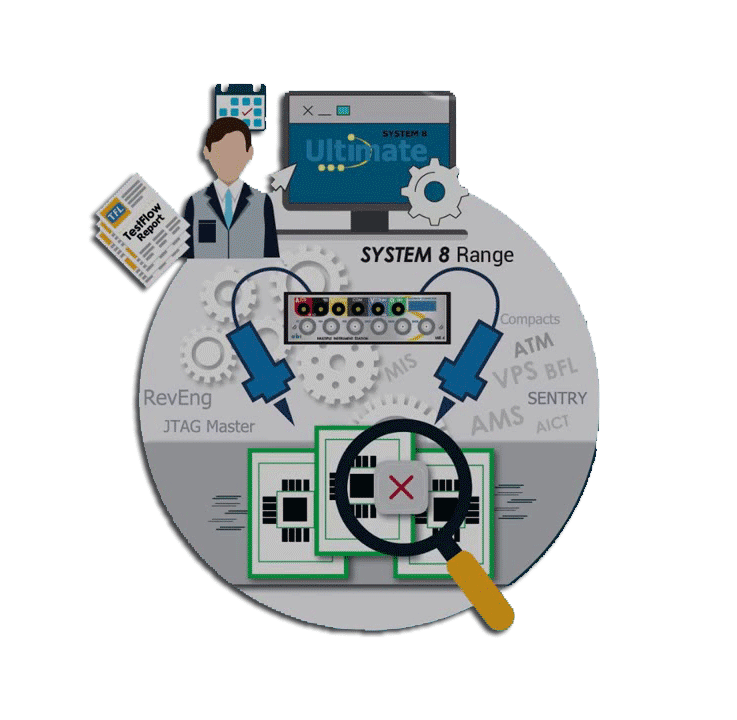 SYSTEM 8
Ultimate
TFL
TestFlow
Report
SYSTEM 8 Range
Compacts
ATM
MIS
VPS
BFL
RevEng
SENTRY
JTAG Master
AMS
AICT